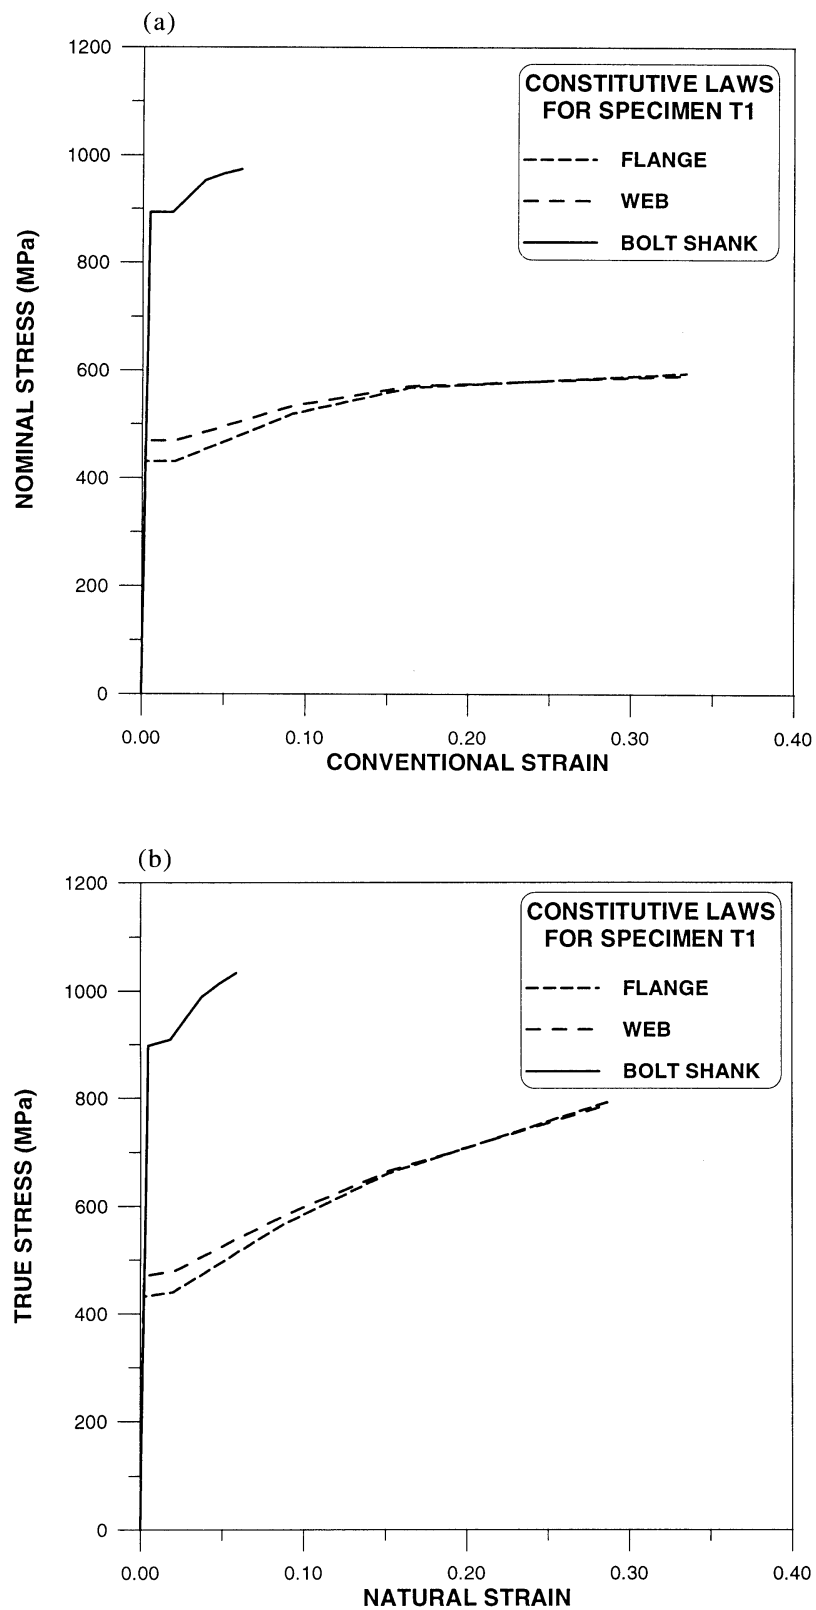 (a)
1200
1000
800
600
400
200
0
NOMINAL STRESS (MPa)
CONSTITUTIVE LAWS
FOR SPECIMEN T1
FLANGE
WEB
BOLT SHANK
0.00 0.10 0.20 0.30 0.40
CONVENTIONAL STRAIN
(b)
1200
1000
800
600
400
200
0
TRUE STRESS (MPa)
CONSTITUTIVE LAWS
FOR SPECIMEN T1
FLANGE
WEB
BOLT SHANK
0.00 0.10 0.20 0.30 0.40
NATURAL STRAIN